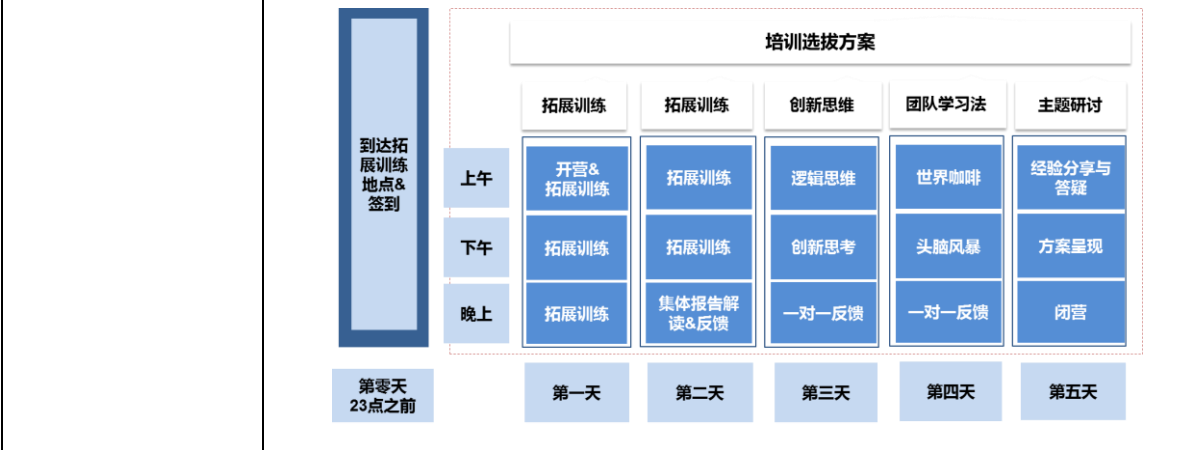 培训选拔方案
拓展训练
拓展训练
创新思维
团队学习法
主题研讨
到达拓
展训练
地点&
签到
上午
开营&
拓展训练
拓展训练
逻辑思维
世界咖啡
经验分享与
答疑
下午
拓展训练
拓展训练
创新思考
头脑风暴
方案呈现
晚上
拓展训练
集体报告解
读&反馈
一对一反馈
一对一反馈
闭营
第零天
23点之前
第一天
第二天
第三天
第四天
第五天